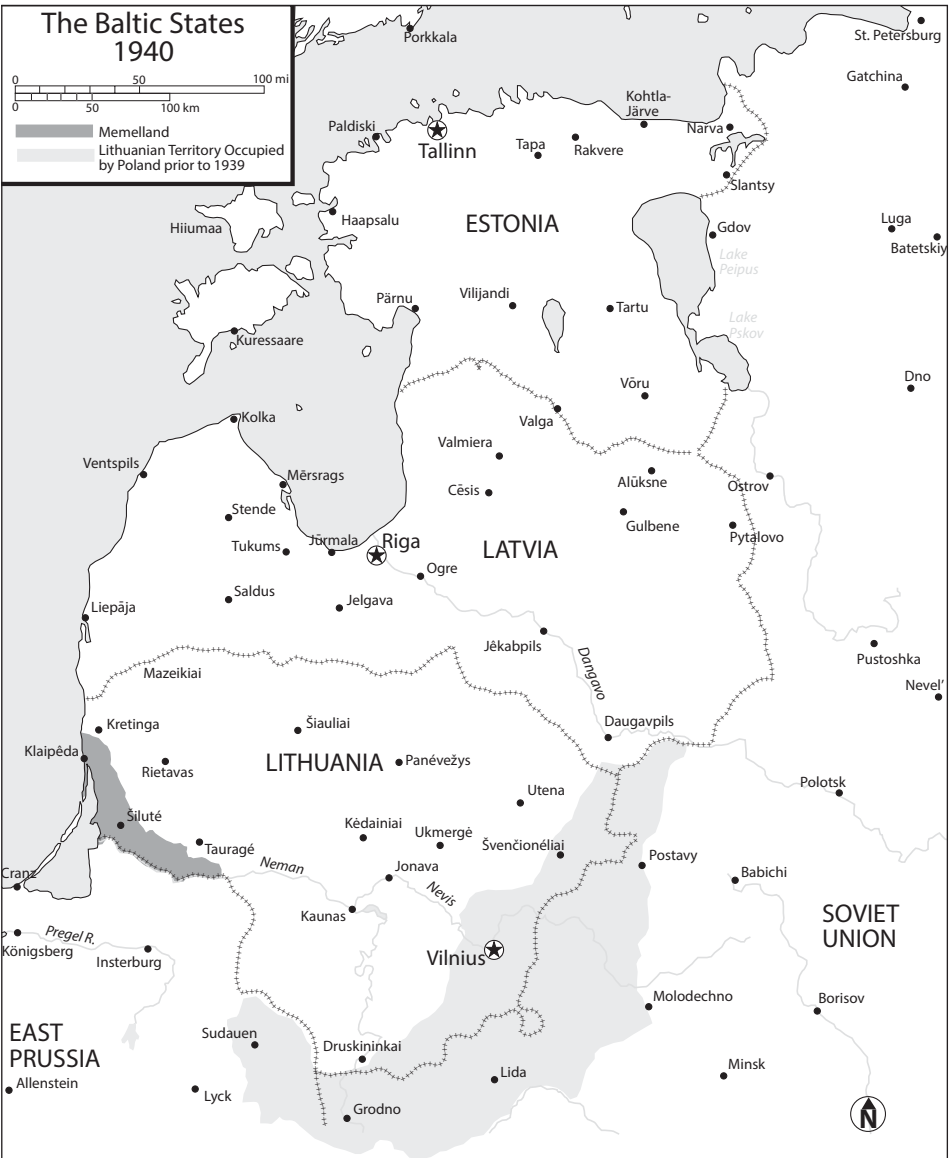 The Baltic States
1940
0 50 100 mi
0 50 100 km
Memelland
Lithuanian Territory Occupied
by Poland prior to 1939
Porkkala
St. Petersburg
Gatchina
Kohtla-
Järve
Paldiski
Tallinn
Tapa
Rakvere
Narva
Slantsy
Hiiumaa
Haapsalu
ESTONIA
Gdov
Luga
Batetskiy
Lake
Peipus
Pärnu
Vilijandi
Tartu
Lake
Pskov
Kuressaare
Dno
Võru
Kolka
Valga
Valmiera
Ventspils
Mērsrags
Cēsis
Alūksne
Ostrov
Stende
Gulbene
Pytalovo
Tukums
Jūrmala
Riga
LATVIA
Ogre
Saldus
Jelgava
Liepāja
Jêkabpils
Dangavo
Pustoshka
Mazeikiai
Nevel'
Kretinga
Šiauliai
Daugavpils
Klaipêda
Rietavas
LITHUANIA
Panévežys
Polotsk
Utena
Šiluté
Kėdainiai
Ukmergė
Švenčionéliai
Tauragé
Neman
Jonava
Postavy
Babichi
Cranz
Nevis
Kaunas
SOVIET
UNION
Pregel R.
Königsberg
Insterburg
Vilnius
Molodechno
Borisov
EAST
PRUSSIA
Sudauen
Druskininkai
Minsk
Allenstein
Lyck
Lida
Grodno
N